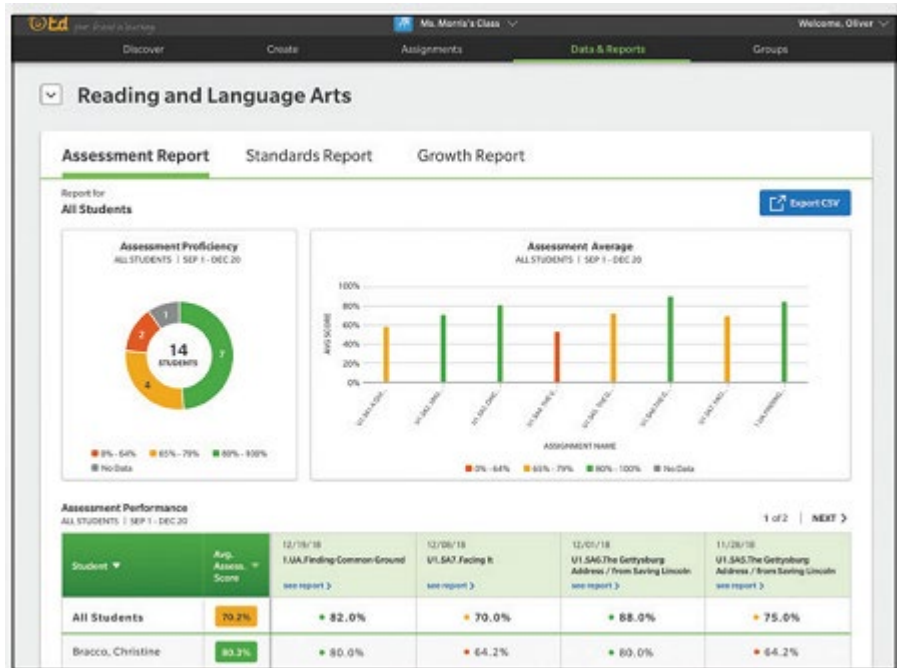 Ed your friend in learning
Ms. Morris's Class
Welcome, Oliver
Discover Create Assignments Data & Reports Groups
Reading and Language Arts
Assessment Report Standards Report Growth Report
Report for
All Students
Export CSV
Assessment Proficiency
ALL STUDENTS | SEP 1 - DEC 20
1
2
7
4
14
STUDENTS
0% - 64% 65% - 79% 80% - 100%
No Data
Assessment Average
ALL STUDENTS | SEP 1 - DEC 20
AVG SCORE
100%
80%
60%
40%
20%
0%
ASSIGNMENT NAME
0% - 64% 65% - 79% 80% - 100% No Data
Assessment Performance
ALL STUDENTS | SEP 1 - DEC 20
1 of 2 | NEXT >
Student
Avg.
Assess.
Score
12/19/18
1.UA.Finding Common Ground
see report >
12/08/18
U1.SA7.Facing It
see report >
12/01/18
U1.SA6.The Gettysburg
Address / from Saving Lincoln
see report >
11/28/18
U1.SA5.The Gettysburg
Address / from Saving Lincoln
see report >
All Students 70.2% 82.0% 70.0% 88.0% 75.0%
Bracco, Christine 80.3% 80.0% 64.2% 80.0% 64.2%